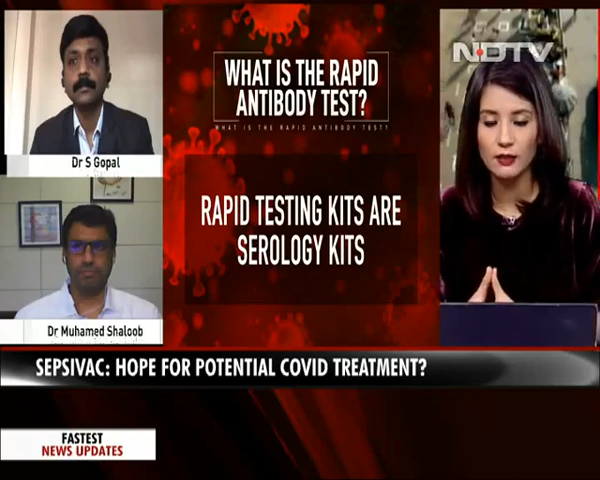 NDTV
WHAT IS THE RAPID
ANTIBODY TEST?
WHAT IS THE RAPID ANTIBODY TEST?
Dr S Gopal
RAPID TESTING KITS ARE
SEROLOGY KITS
Dr Muhamed Shaloob
SEPSIVAC: HOPE FOR POTENTIAL COVID TREATMENT?
FASTEST
NEWS UPDATES